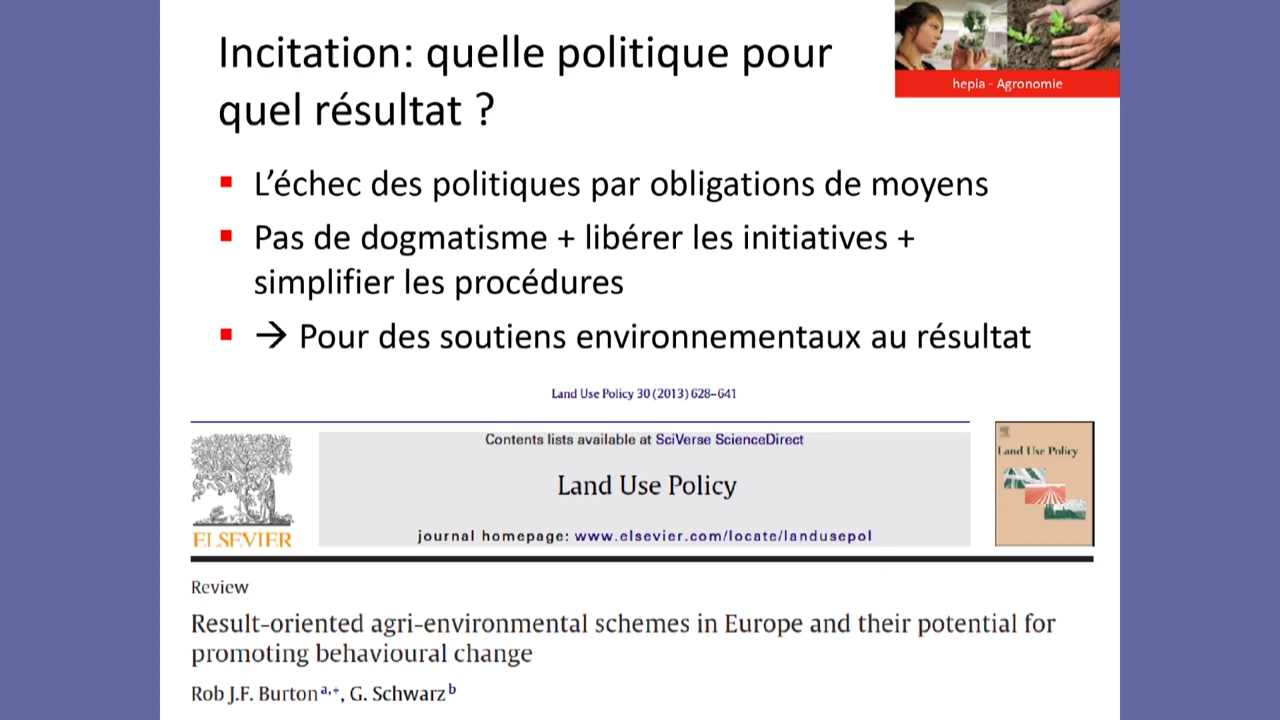 Incitation: quelle politique pour
quel résultat ?
hepia - Agronomie
▪ L'échec des politiques par obligations de moyens
▪ Pas de dogmatisme + libérer les initiatives +
simplifier les procédures
▪ → Pour des soutiens environnementaux au résultat
Land Use Policy 30 (2013) 628–641
Contents lists available at SciVerse ScienceDirect
Land Use Policy
journal homepage: www.elsevier.com/locate/landusepol
ELSEVIER
Land Use Policy
Review
Result-oriented agri-environmental schemes in Europe and their potential for
promoting behavioural change
Rob J.F. Burton a,*, G. Schwarz b